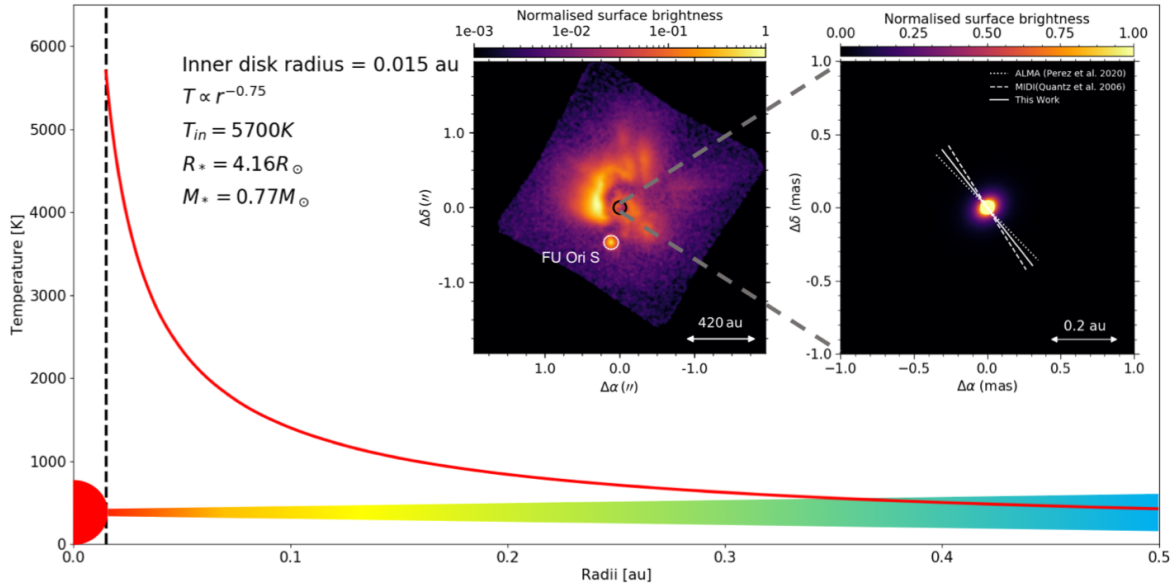 Normalised surface brightness
1e-03 1e-02 1e-01 1
Normalised surface brightness
0.00 0.25 0.50 0.75 1.00
6000
5000
4000
3000
2000
1000
0
Temperature [K]
Inner disk radius = 0.015 au
T ∝ r^{-0.75}
T_{in} = 5700K
R_* = 4.16R_⊙
M_* = 0.77M_⊙
1.0
0.0
-1.0
Δδ (′′)
FU Ori S
420 au
1.0 0.0 -1.0
Δα (′′)
1.0
0.5
0.0
-0.5
-1.0
Δδ (mas)
ALMA (Perez et al. 2020)
MIDI(Quantz et al. 2006)
This Work
0.2 au
−1.0 −0.5 0.0 0.5 1.0
Δα (mas)
0.0 0.1 0.2 0.3 0.4 0.5
Radii [au]